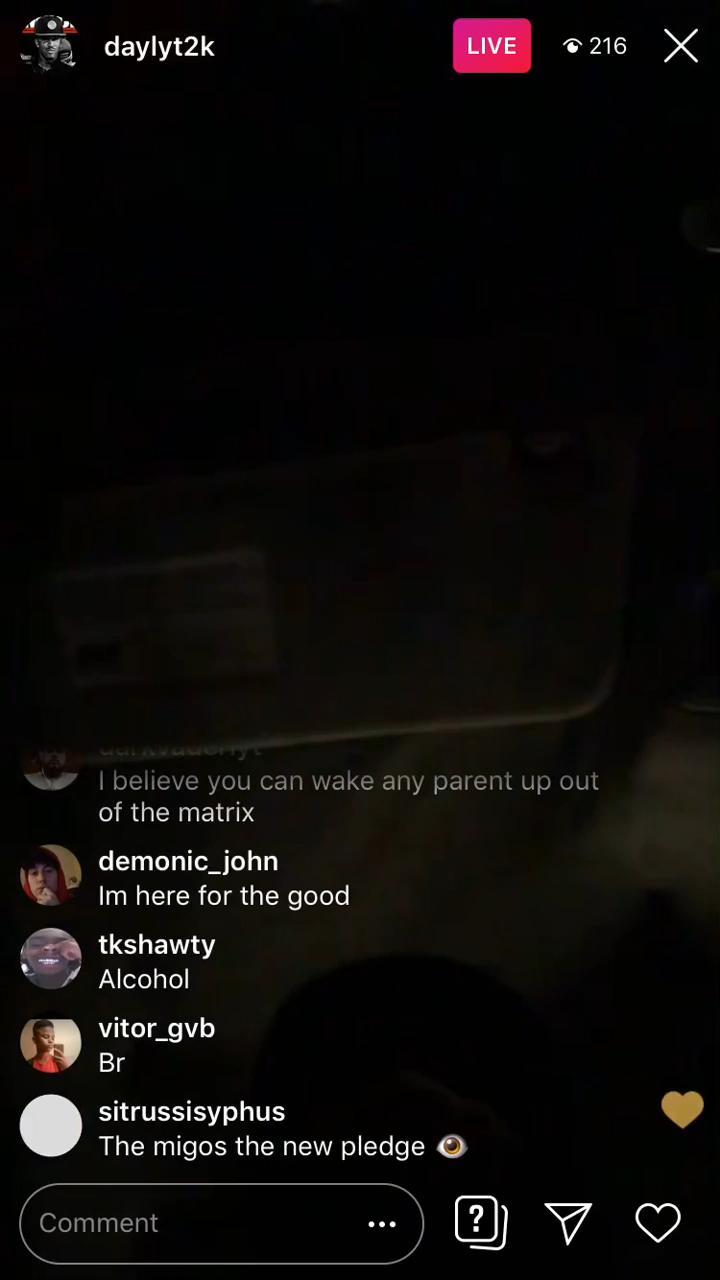 daylyt2k
LIVE
216
I believe you can wake any parent up out
of the matrix
demonic_john
Im here for the good
tkshawty
Alcohol
vitor_gvb
Br
sitrussisyphus
The migos the new pledge 👁️
Comment
?